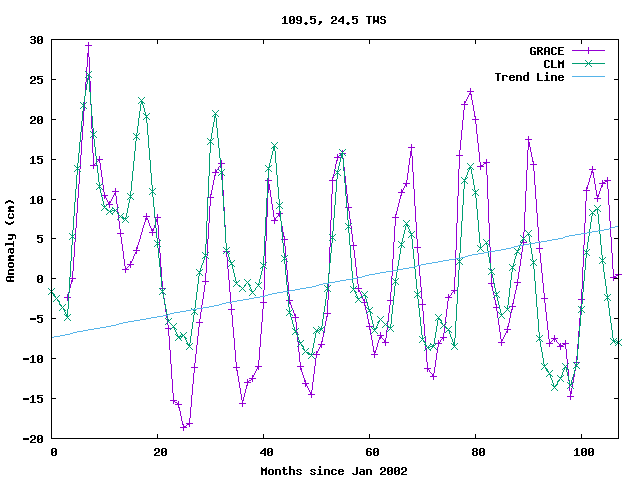 109.5, 24.5 TWS
GRACE
CLM
Trend Line
30
25
20
15
10
5
0
-5
-10
-15
-20
Anomaly (cm)
0 20 40 60 80 100
Months since Jan 2002